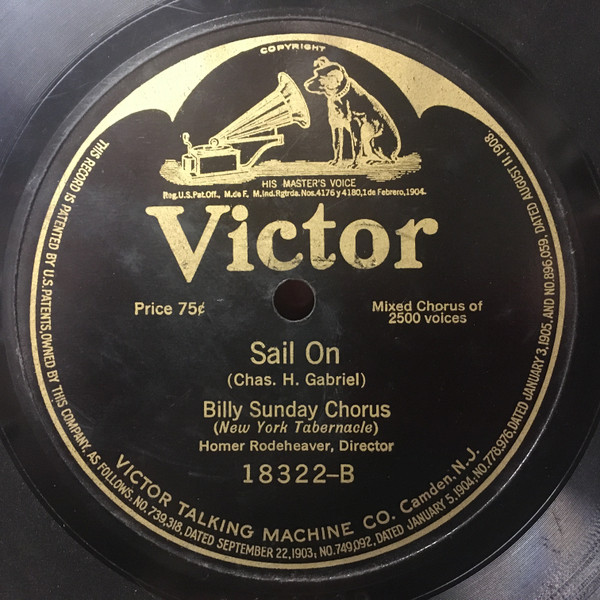 COPYRIGHT
HIS MASTER'S VOICE
Reg.U.S.Pat.Off., M.de F. M.Ind.Rgtrda.Nos.4176 y 4180,1 de Febrero,1904.
Victor
Price 75¢
Mixed Chorus of
2500 voices
Sail On
(Chas. H. Gabriel)
Billy Sunday Chorus
(New York Tabernacle)
Homer Rodeheaver, Director
18322-B
VICTOR TALKING MACHINE CO. Camden, N.J.
THIS RECORD IS PATENTED BY U.S. PATENTS, OWNED BY THIS COMPANY, AS FOLLOWS, NO. 739,318, DATED SEPTEMBER 22, 1903; NO. 749,092, DATED JANUARY 5, 1904; NO. 778,976, DATED JANUARY 3, 1905, AND NO. 896,059, DATED AUGUST 11, 1908.